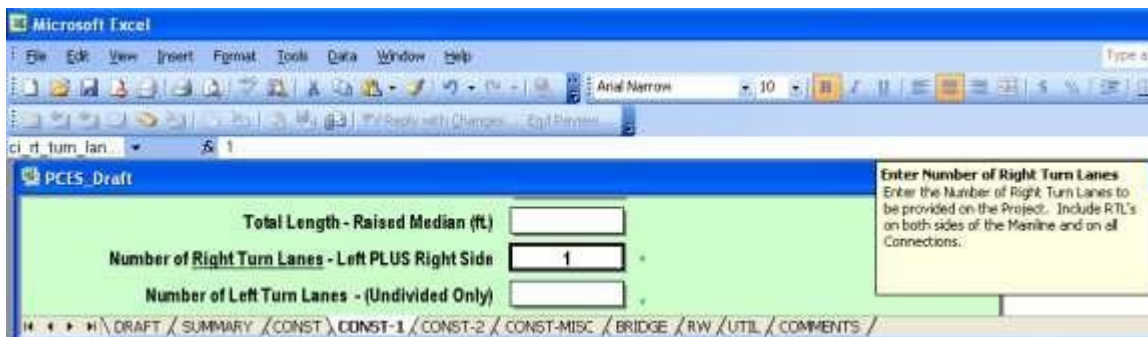 Microsoft Excel
File Edit View Insert Format Tools Data Window Help
Type a
Arial Narrow 10 B I U $ %
Reply with Changes... End Review...
ci_rt_turn_lan... fx 1
PCES_Draft
Enter Number of Right Turn Lanes
Enter the Number of Right Turn Lanes to
be provided on the Project. Include RTL's
on both sides of the Mainline and on all
Connections.
Total Length - Raised Median (ft.)
Number of Right Turn Lanes - Left PLUS Right Side 1
Number of Left Turn Lanes - (Undivided Only)
DRAFT / SUMMARY / CONST \ CONST-1 / CONST-2 / CONST-MISC / BRIDGE / RW / UTIL / COMMENTS /